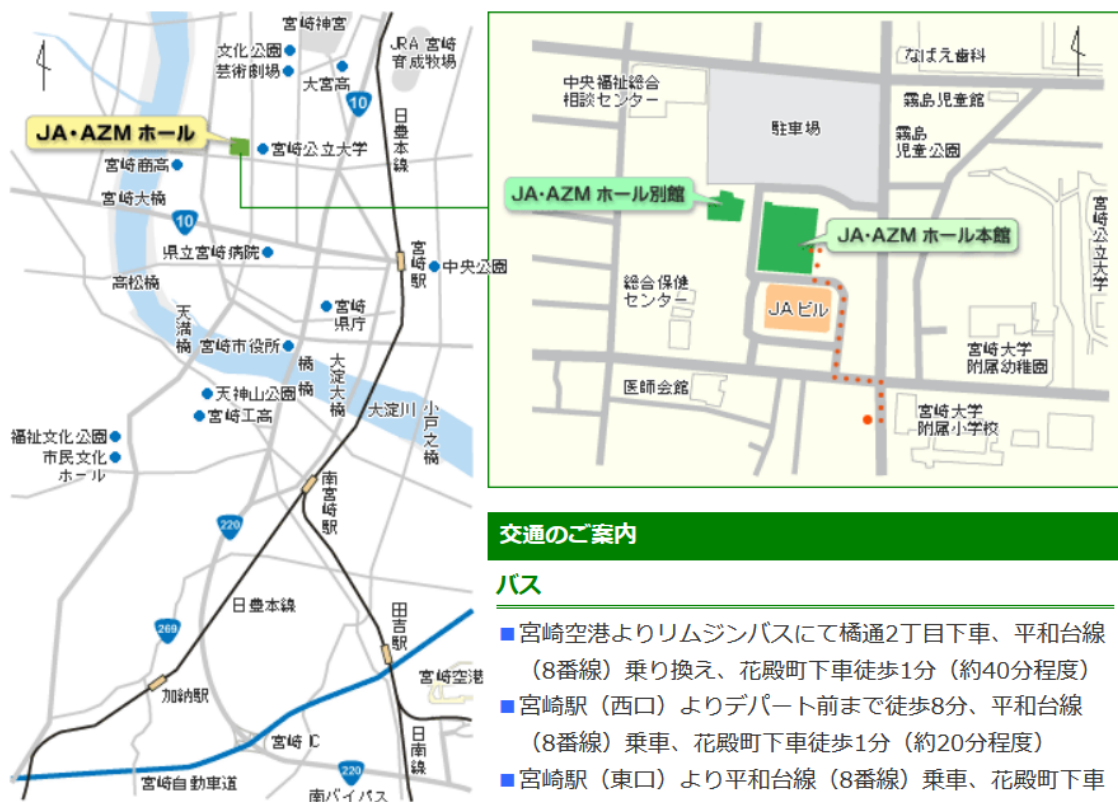 宮崎神宮
文化公園
芸術劇場
大宮高
JRA 宮崎
育成牧場
10
日豊本線
JA・AZM ホール
宮崎公立大学
宮崎商高
宮崎大橋
10
県立宮崎病院
宮崎駅
中央公園
高松橋
天満橋
宮崎県庁
宮崎市役所
橘橋
大淀大橋
天神山公園
宮崎工高
大淀川
小戸之橋
福祉文化公園
市民文化
ホール
南宮崎駅
220
日豊本線
269
田吉駅
宮崎空港
加納駅
宮崎 IC
日南線
宮崎自動車道
220
南バイパス
なばえ歯科
中央福祉総合
相談センター
駐車場
霧島児童館
霧島
児童公園
JA・AZM ホール別館
JA・AZM ホール本館
宮崎公立大学
総合保健
センター
JA ビル
宮崎大学
附属幼稚園
医師会館
宮崎大学
附属小学校
交通のご案内
バス
■宮崎空港よりリムジンバスにて橘通2丁目下車、平和台線
（8番線）乗り換え、花殿町下車徒歩1分（約40分程度）
■宮崎駅（西口）よりデパート前まで徒歩8分、平和台線
（8番線）乗車、花殿町下車徒歩1分（約20分程度）
■宮崎駅（東口）より平和台線（8番線）乗車、花殿町下車